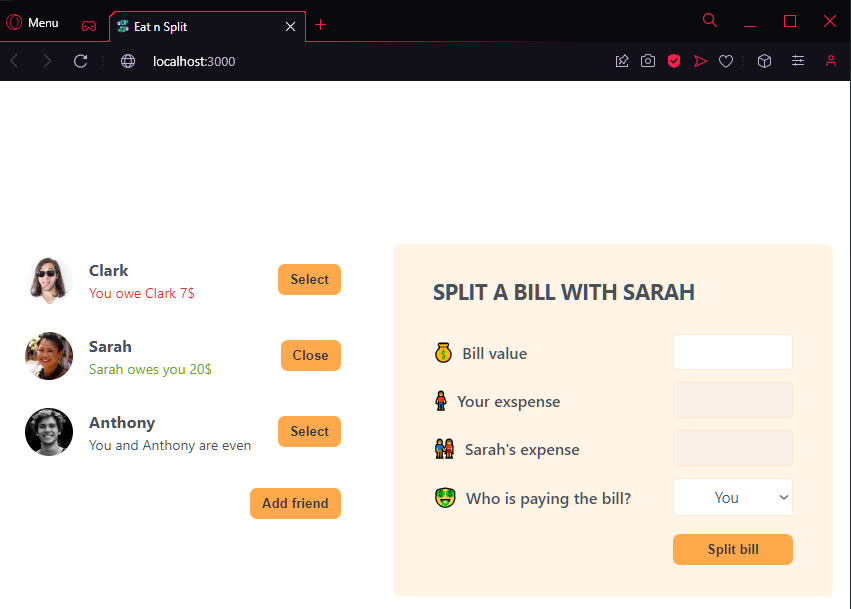 Menu
Eat n Split
localhost:3000
Clark
You owe Clark 7$
Select
Sarah
Sarah owes you 20$
Close
Anthony
You and Anthony are even
Select
Add friend
SPLIT A BILL WITH SARAH
Bill value
Your exspense
Sarah's expense
Who is paying the bill?
You
Split bill